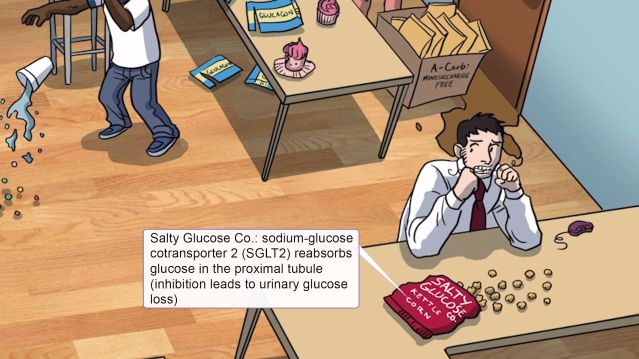 GLUCAGON
GLUCAGON
A-Carb:
MONOSACCHARIDE
FREE
Salty Glucose Co.: sodium-glucose
cotransporter 2 (SGLT2) reabsorbs
glucose in the proximal tubule
(inhibition leads to urinary glucose
loss)
SALTY
GLUCOSE Co.
KETTLE
CORN